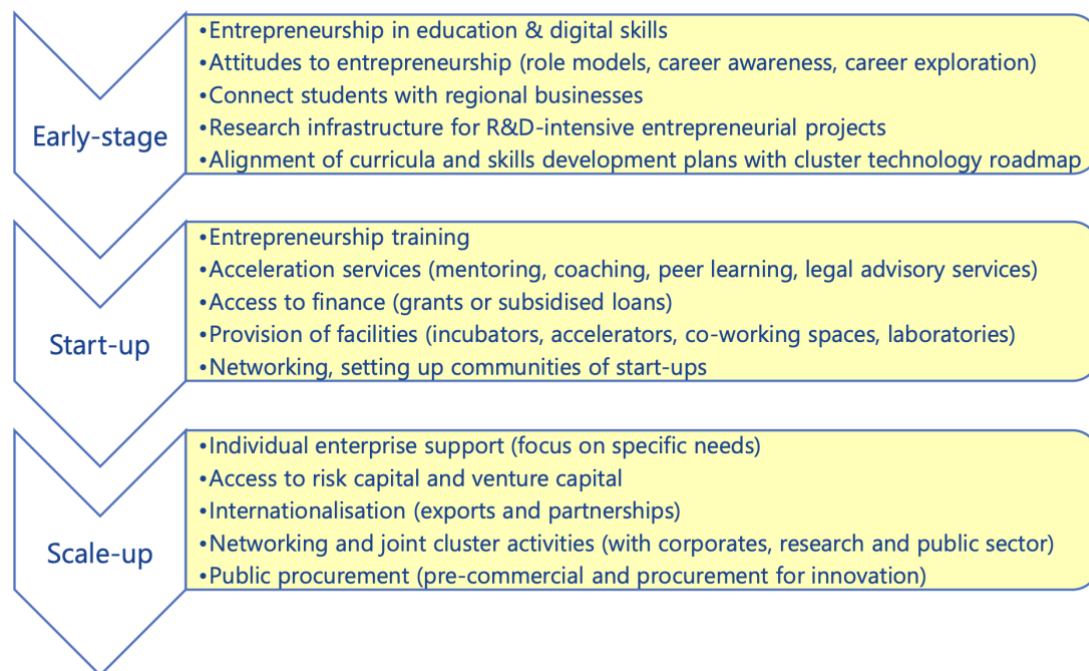 Early-stage
•Entrepreneurship in education & digital skills
•Attitudes to entrepreneurship (role models, career awareness, career exploration)
•Connect students with regional businesses
•Research infrastructure for R&D-intensive entrepreneurial projects
•Alignment of curricula and skills development plans with cluster technology roadmap
Start-up
•Entrepreneurship training
•Acceleration services (mentoring, coaching, peer learning, legal advisory services)
•Access to finance (grants or subsidised loans)
•Provision of facilities (incubators, accelerators, co-working spaces, laboratories)
•Networking, setting up communities of start-ups
Scale-up
•Individual enterprise support (focus on specific needs)
•Access to risk capital and venture capital
•Internationalisation (exports and partnerships)
•Networking and joint cluster activities (with corporates, research and public sector)
•Public procurement (pre-commercial and procurement for innovation)